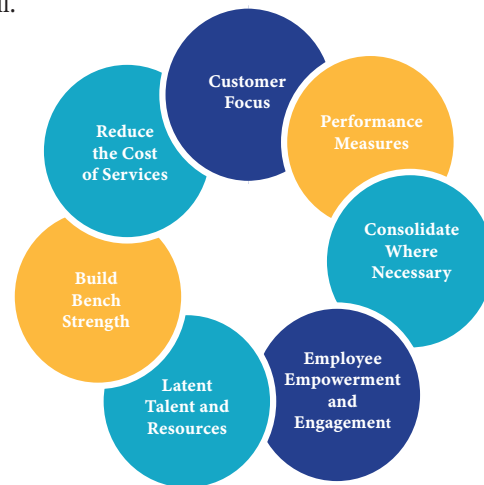 ll.
Customer
Focus
Performance
Measures
Consolidate
Where
Necessary
Employee
Empowerment
and
Engagement
Latent
Talent and
Resources
Build
Bench
Strength
Reduce
the Cost
of Services